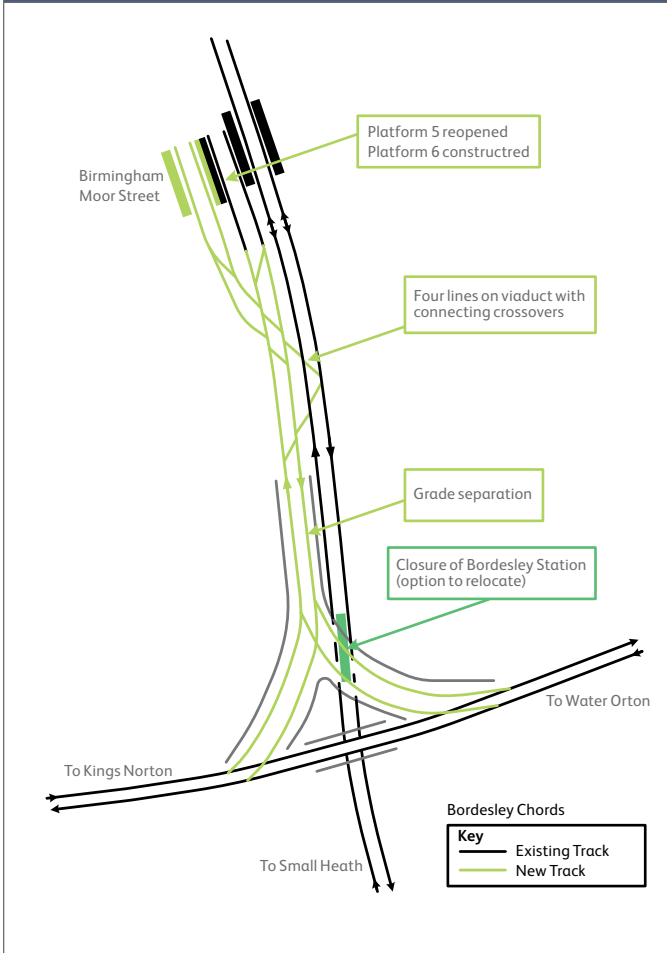 Platform 5 reopened
Platform 6 constructred
Birmingham
Moor Street
Four lines on viaduct with
connecting crossovers
Grade separation
Closure of Bordesley Station
(option to relocate)
To Water Orton
To Kings Norton
To Small Heath
Bordesley Chords
Key
Existing Track
New Track